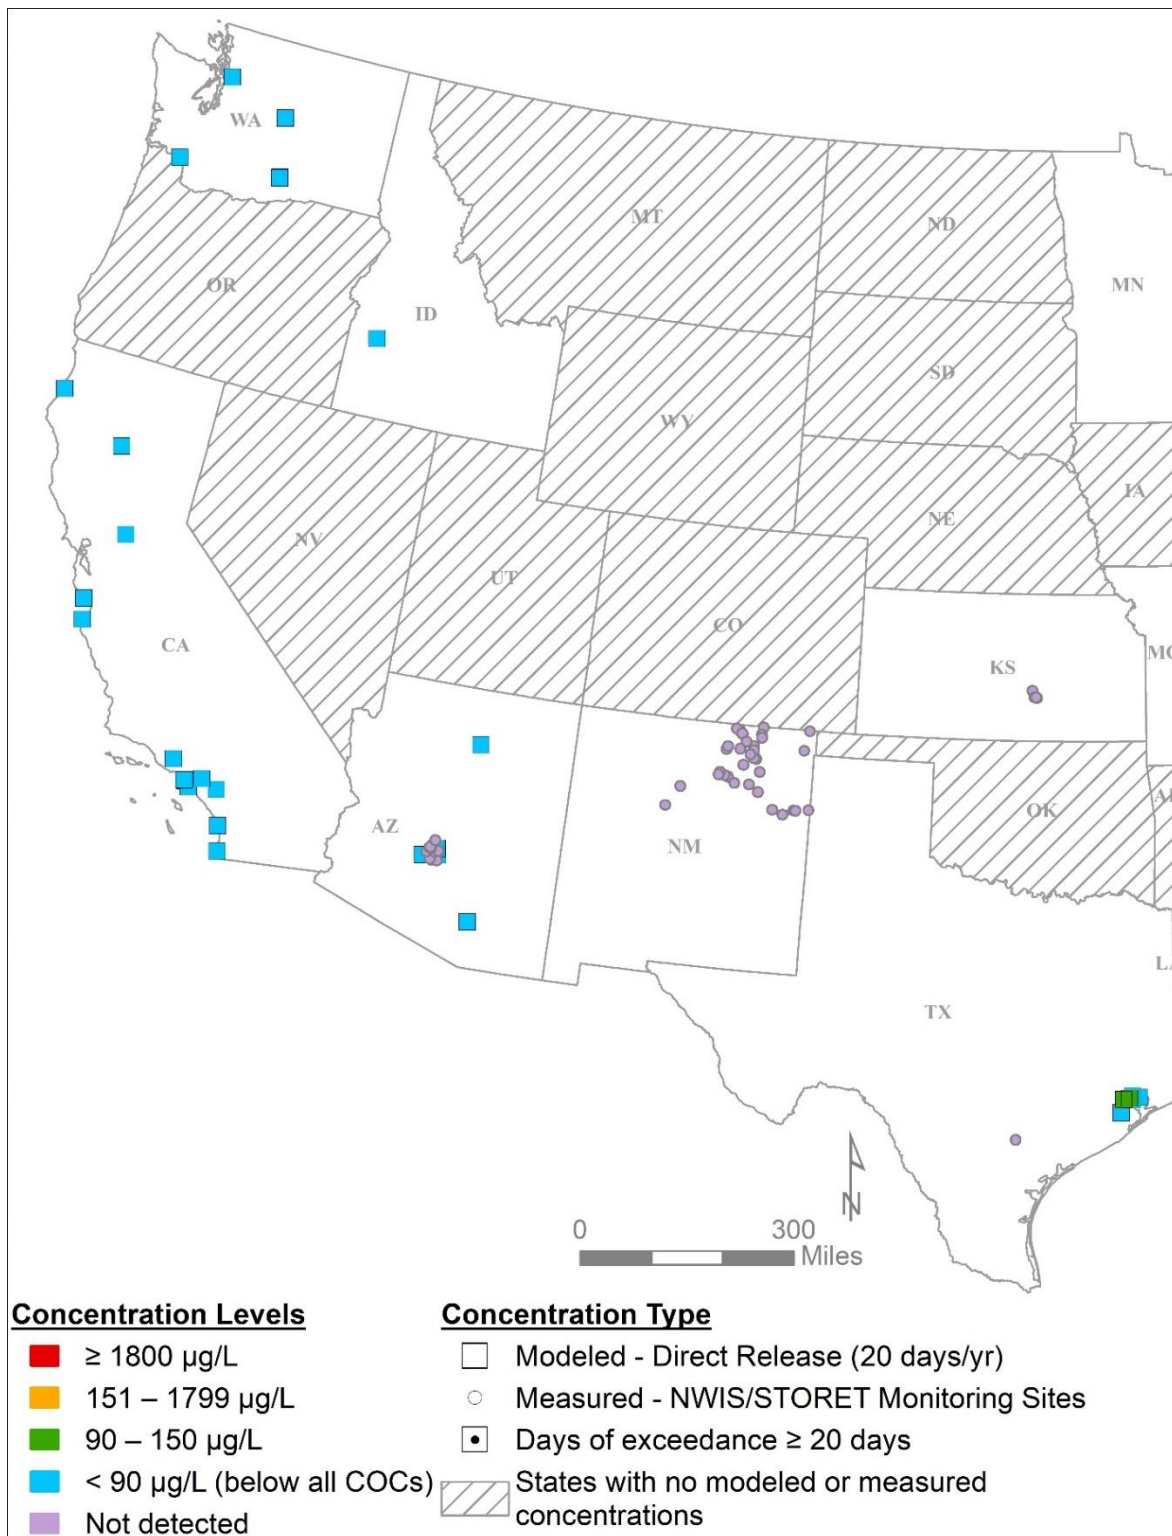 WA
MT
ND
OR
ID
MN
SD
WY
IA
NE
NV
UT
CO
CA
KS
MO
AZ
NM
OK
TX
0 300
Miles
N
Concentration Levels
≥ 1800 µg/L
151 – 1799 µg/L
90 – 150 µg/L
< 90 µg/L (below all COCs)
Not detected
Concentration Type
Modeled - Direct Release (20 days/yr)
Measured - NWIS/STORET Monitoring Sites
Days of exceedance ≥ 20 days
States with no modeled or measured
concentrations